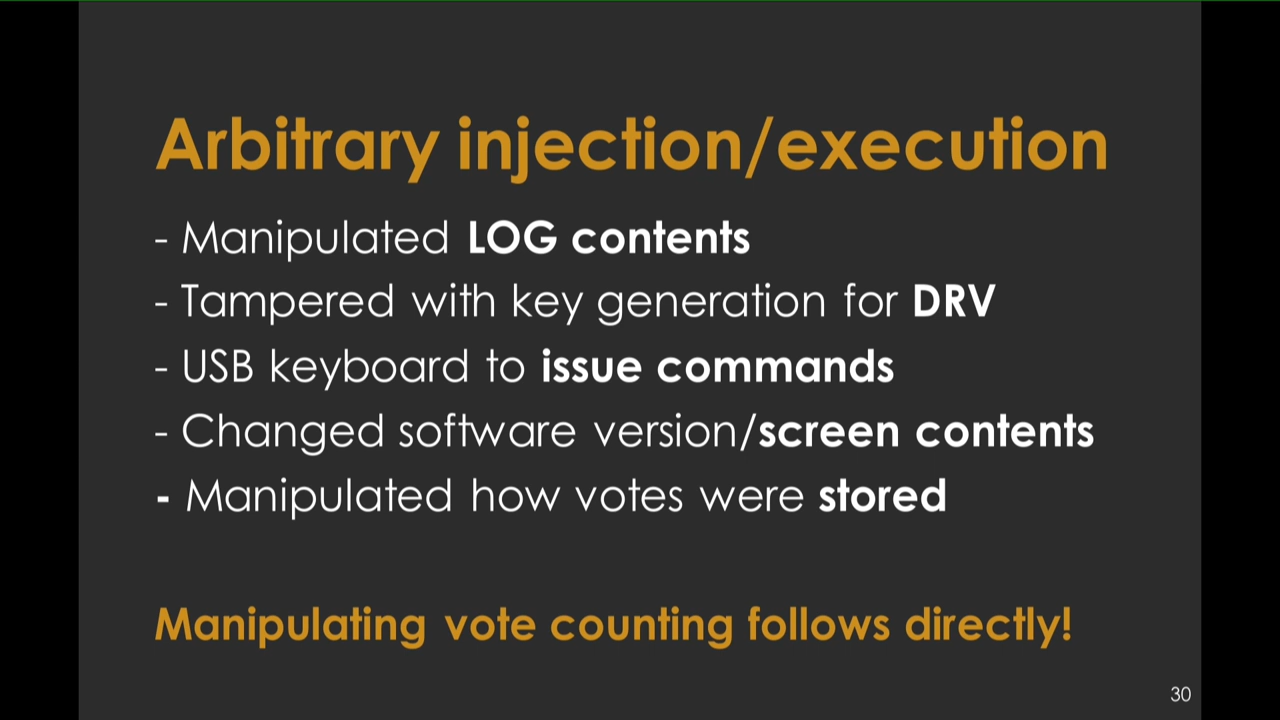 Arbitrary injection/execution
- Manipulated LOG contents
- Tampered with key generation for DRV
- USB keyboard to issue commands
- Changed software version/screen contents
- Manipulated how votes were stored
Manipulating vote counting follows directly!
30